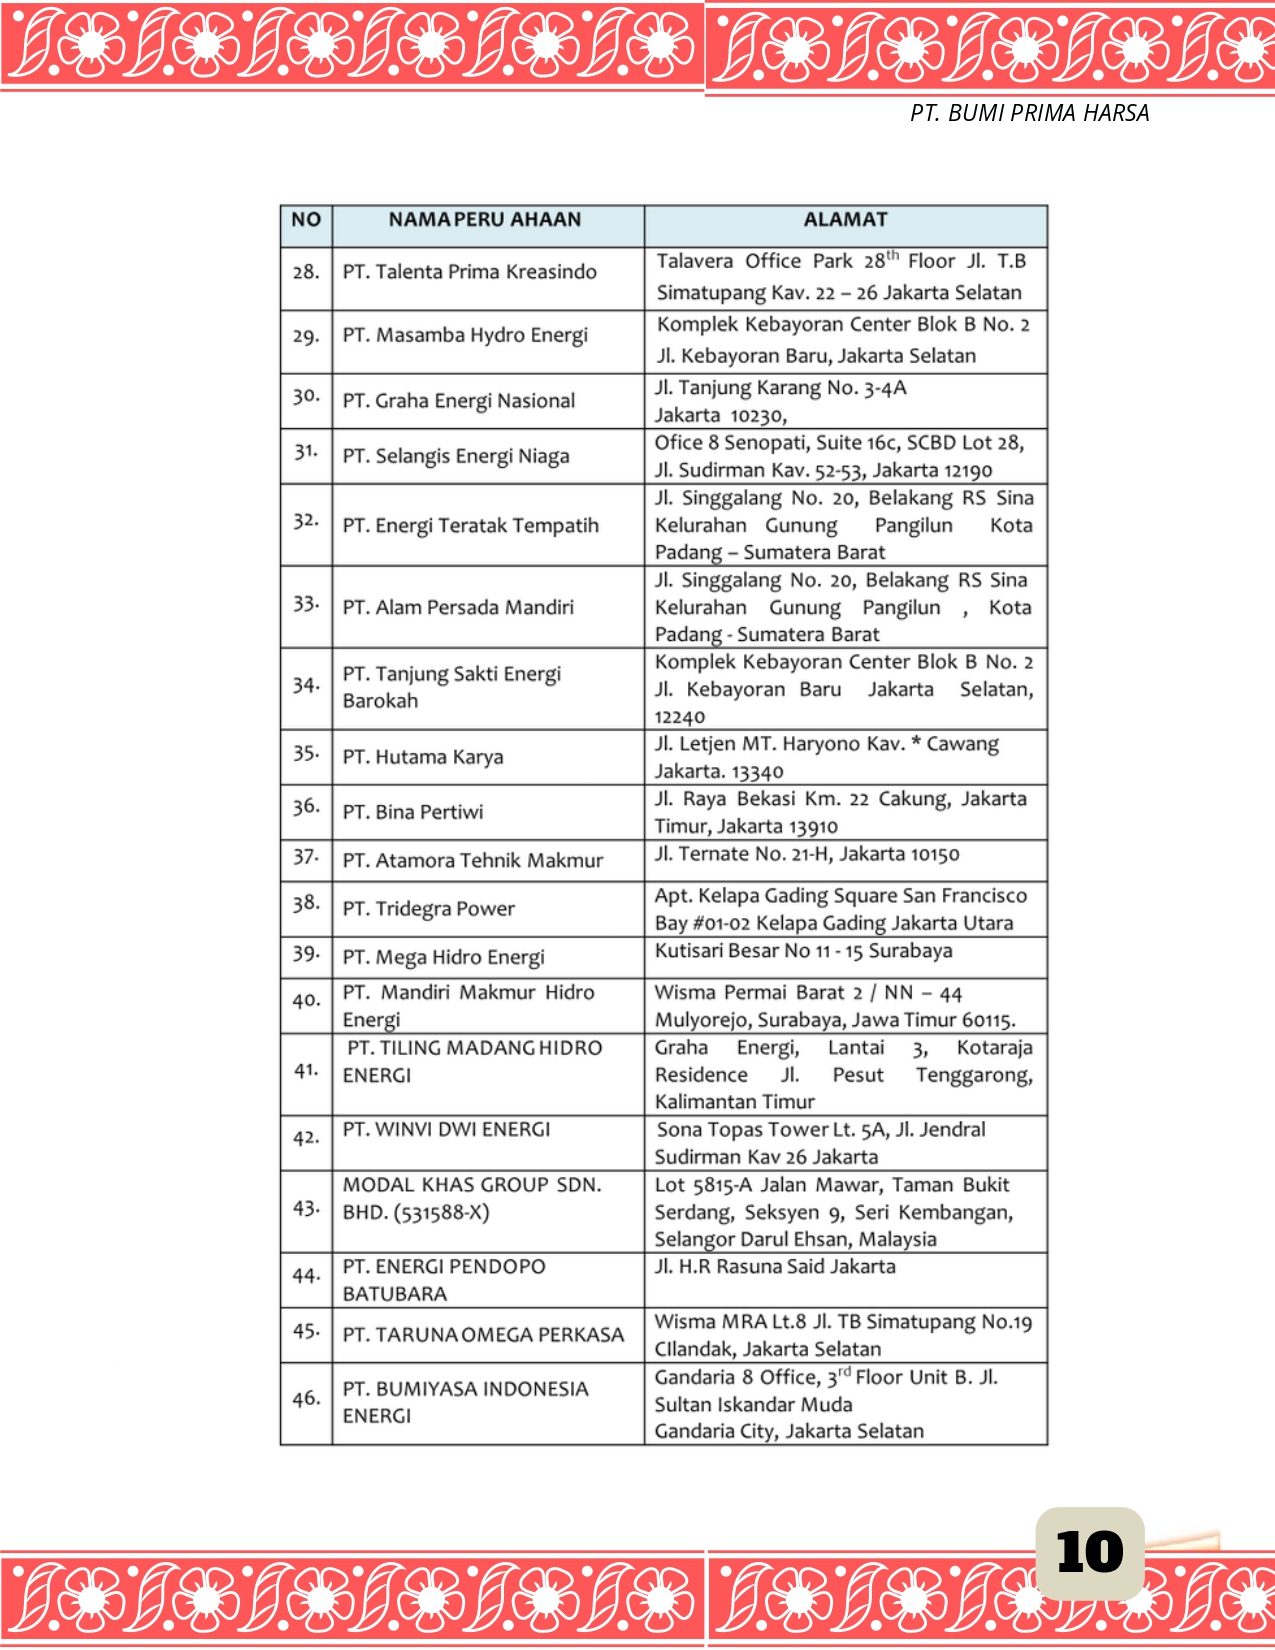 PT. BUMI PRIMA HARSA
NO NAMA PERU AHAAN ALAMAT
28. PT. Talenta Prima Kreasindo Talavera Office Park 28th Floor Jl. T.B
Simatupang Kav. 22 – 26 Jakarta Selatan
29. PT. Masamba Hydro Energi Komplek Kebayoran Center Blok B No. 2
Jl. Kebayoran Baru, Jakarta Selatan
30. PT. Graha Energi Nasional Jl. Tanjung Karang No. 3-4A
Jakarta 10230,
31. PT. Selangis Energi Niaga Ofice 8 Senopati, Suite 16c, SCBD Lot 28,
Jl. Sudirman Kav. 52-53, Jakarta 12190
32. PT. Energi Teratak Tempatih Jl. Singgalang No. 20, Belakang RS Sina
Kelurahan Gunung Pangilun Kota
Padang – Sumatera Barat
33. PT. Alam Persada Mandiri Jl. Singgalang No. 20, Belakang RS Sina
Kelurahan Gunung Pangilun , Kota
Padang - Sumatera Barat
34. PT. Tanjung Sakti Energi
Barokah
Komplek Kebayoran Center Blok B No. 2
Jl. Kebayoran Baru Jakarta Selatan,
12240
35. PT. Hutama Karya Jl. Letjen MT. Haryono Kav. * Cawang
Jakarta. 13340
36. PT. Bina Pertiwi Jl. Raya Bekasi Km. 22 Cakung, Jakarta
Timur, Jakarta 13910
37. PT. Atamora Tehnik Makmur Jl. Ternate No. 21-H, Jakarta 10150
38. PT. Tridegra Power Apt. Kelapa Gading Square San Francisco
Bay #01-02 Kelapa Gading Jakarta Utara
39. PT. Mega Hidro Energi Kutisari Besar No 11 - 15 Surabaya
40. PT. Mandiri Makmur Hidro
Energi
Wisma Permai Barat 2 / NN – 44
Mulyorejo, Surabaya, Jawa Timur 60115.
41. PT. TILING MADANG HIDRO
ENERGI
Graha Energi, Lantai 3, Kotaraja
Residence Jl. Pesut Tenggarong,
Kalimantan Timur
42. PT. WINVI DWI ENERGI Sona Topas Tower Lt. 5A, Jl. Jendral
Sudirman Kav 26 Jakarta
43. MODAL KHAS GROUP SDN.
BHD. (531588-X)
Lot 5815-A Jalan Mawar, Taman Bukit
Serdang, Seksyen 9, Seri Kembangan,
Selangor Darul Ehsan, Malaysia
44. PT. ENERGI PENDOPO
BATUBARA
Jl. H.R Rasuna Said Jakarta
45. PT. TARUNA OMEGA PERKASA Wisma MRA Lt.8 Jl. TB Simatupang No.19
CIlandak, Jakarta Selatan
46. PT. BUMIYASA INDONESIA
ENERGI
Gandaria 8 Office, 3rd Floor Unit B. Jl.
Sultan Iskandar Muda
Gandaria City, Jakarta Selatan
10